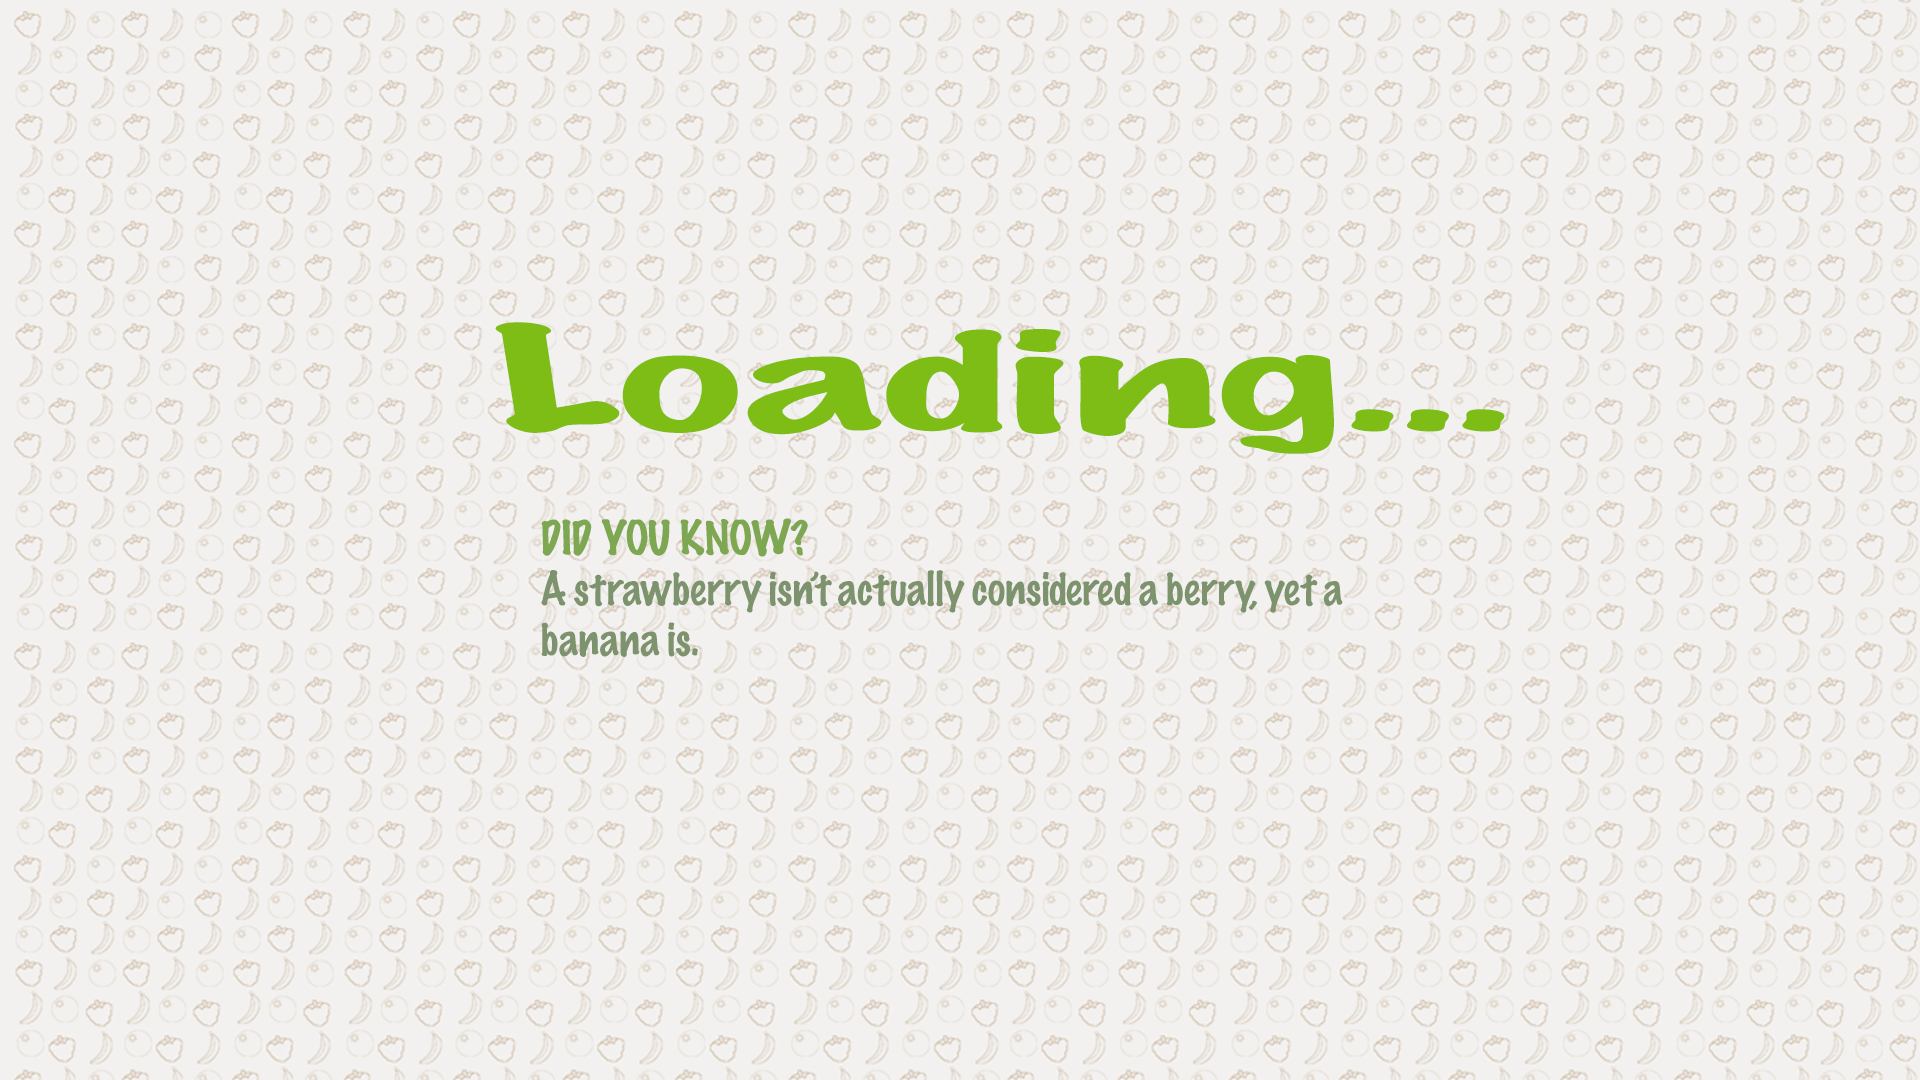 Loading...
DID YOU KNOW?
A strawberry isn't actually considered a berry, yet a
banana is.